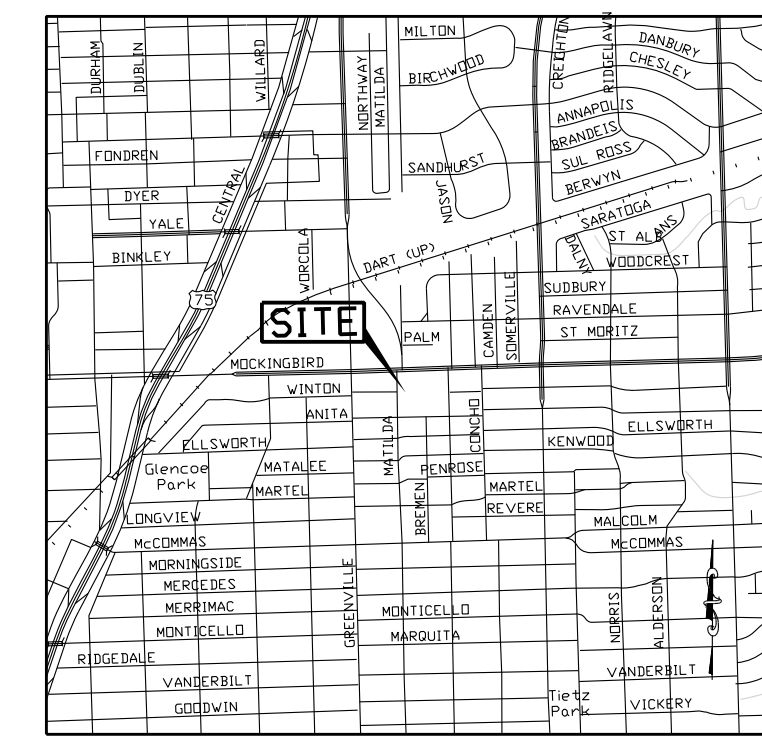 MILTON
DURHAM
DUBLIN
WILLARD
NORTHWAY
MATILDA
BIRCHWOOD
CREIGHTON
RIDGELAWN
DANBURY
CHESLEY
ANNAPOLIS
BRANDEIS
SUL ROSS
BERWYN
FONDREN
SANDHURST
JASON
DYER
CENTRAL
YALE
SARATOGA
ST ALBANS
DALNY
WOODCREST
BINKLEY
WORCOLA
DART (UP)
SUDBURY
75
SITE
RAVENDALE
CAMDEN
SOMERVILLE
PALM
ST MORITZ
MOCKINGBIRD
WINTON
ANITA
MATILDA
CONCHO
ELLSWORTH
ELLSWORTH
KENWOOD
Glencoe
Park
MATALEE
PENROSE
MARTEL
BREMEN
MARTEL
REVERE
LONGVIEW
MALCOLM
McCOMMAS
McCOMMAS
MORNINGSIDE
MERCEDES
GREENVILLE
MERRIMAC
MONTICELLO
NORRIS
ALDERSON
MONTICELLO
MARQUITA
RIDGEDALE
VANDERBILT
VANDERBILT
GOODWIN
Tietz
Park
VICKERY